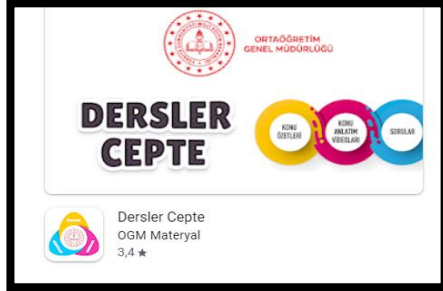 ORTAÖĞRETİM
GENEL MÜDÜRLÜĞÜ
DERSLER
CEPTE
KONU
ÖZETLERİ
KONU
ANLATIM
VİDEOLARI
SORULAR
Dersler Cepte
OGM Materyal
3,4 ★